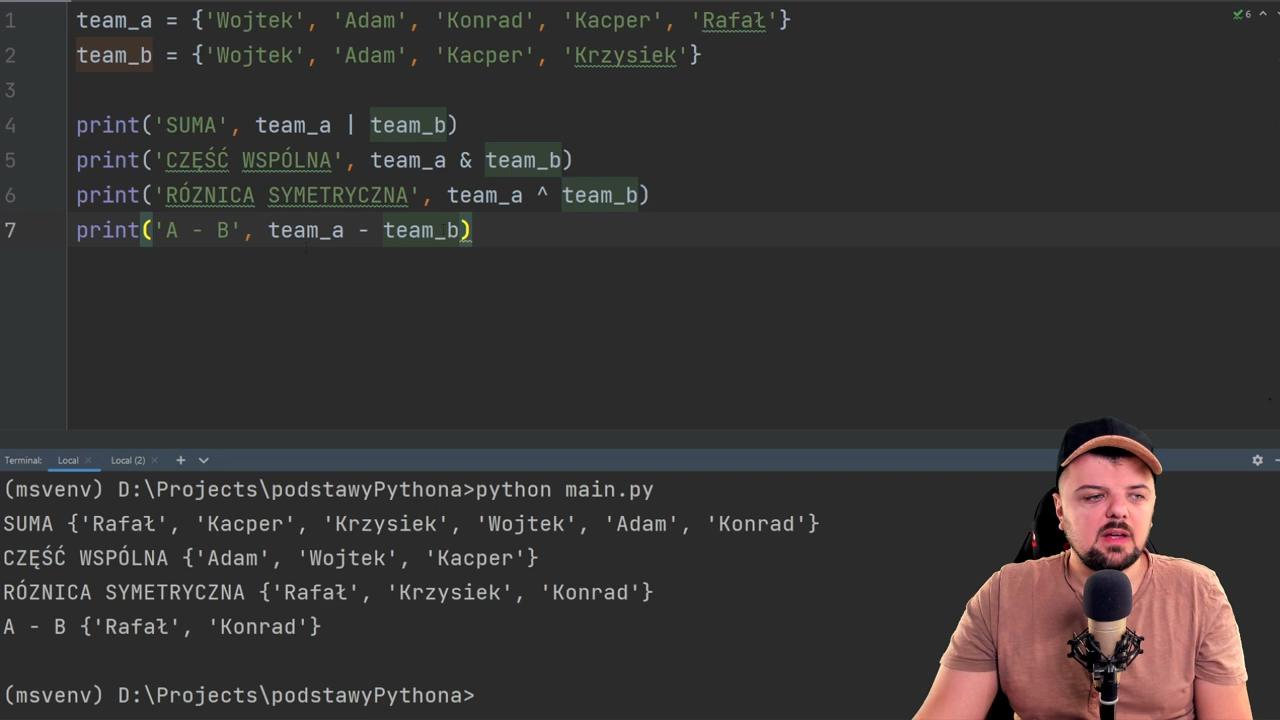 1 team_a = {'Wojtek', 'Adam', 'Konrad', 'Kacper', 'Rafał'}
2 team_b = {'Wojtek', 'Adam', 'Kacper', 'Krzysiek'}
3
4 print('SUMA', team_a | team_b)
5 print('CZĘŚĆ WSPÓLNA', team_a & team_b)
6 print('RÓZNICA SYMETRYCZNA', team_a ^ team_b)
7 print('A - B', team_a - team_b)
6
Terminal: Local Local (2)
(msvenv) D:\Projects\podstawyPythona>python main.py
SUMA {'Rafał', 'Kacper', 'Krzysiek', 'Wojtek', 'Adam', 'Konrad'}
CZĘŚĆ WSPÓLNA {'Adam', 'Wojtek', 'Kacper'}
RÓZNICA SYMETRYCZNA {'Rafał', 'Krzysiek', 'Konrad'}
A - B {'Rafał', 'Konrad'}
(msvenv) D:\Projects\podstawyPythona>